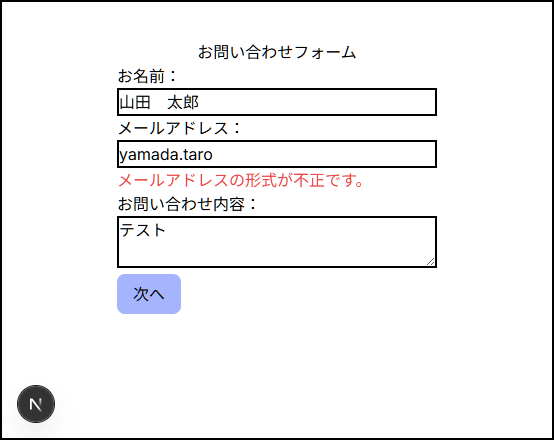 お問い合わせフォーム
お名前：
山田　太郎
メールアドレス：
yamada.taro
メールアドレスの形式が不正です。
お問い合わせ内容：
テスト
次へ
N